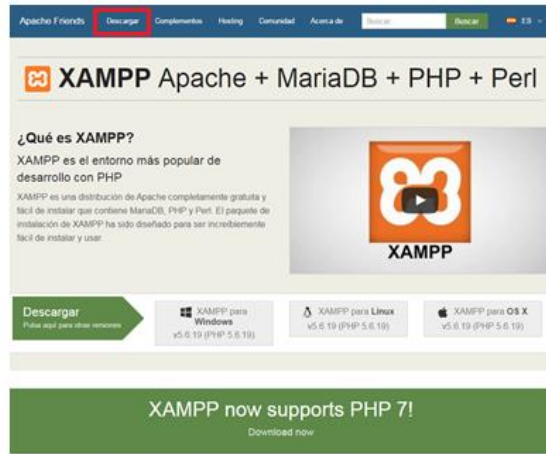 Apache Friends Descargar Complementos Hosting Comunidad Acerca de Buscar... Buscar ES
XAMPP Apache + MariaDB + PHP + Perl
¿Qué es XAMPP?
XAMPP es el entorno más popular de
desarrollo con PHP
XAMPP es una distribución de Apache completamente gratuita y
fácil de instalar que contiene MariaDB, PHP y Perl. El paquete de
instalación de XAMPP ha sido diseñado para ser increíblemente
fácil de instalar y usar.
XAMPP
Descargar
Pulsa aquí para otras versiones
XAMPP para
Windows
v5.6.19 (PHP 5.6.19)
XAMPP para Linux
v5.6.19 (PHP 5.6.19)
XAMPP para OS X
v5.6.19 (PHP 5.6.19)
XAMPP now supports PHP 7!
Download now